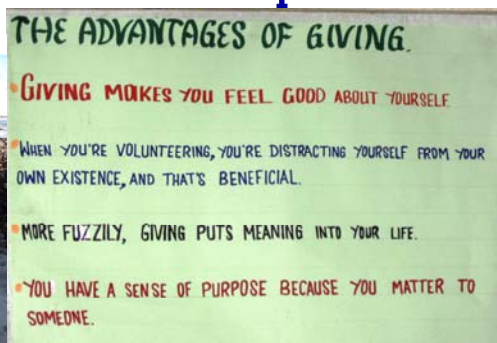 THE ADVANTAGES OF GIVING.
• GIVING MAKES YOU FEEL GOOD ABOUT YOURSELF.
• WHEN YOU'RE VOLUNTEERING, YOU'RE DISTRACTING YOURSELF FROM YOUR
OWN EXISTENCE, AND THAT'S BENEFICIAL.
• MORE FUZZILY, GIVING PUTS MEANING INTO YOUR LIFE.
• YOU HAVE A SENSE OF PURPOSE BECAUSE YOU MATTER TO
SOMEONE.